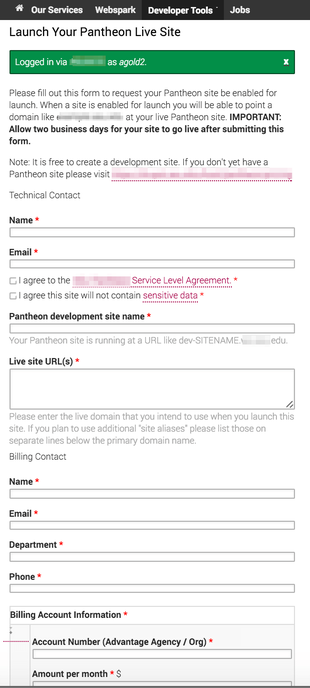 Our Services Webspark Developer Tools Jobs
Launch Your Pantheon Live Site
Logged in via as agold2. x
Please fill out this form to request your Pantheon site be enabled for
launch. When a site is enabled for launch you will be able to point a
domain like at your live Pantheon site. IMPORTANT:
Allow two business days for your site to go live after submitting this
form.
Note: It is free to create a development site. If you don't yet have a
Pantheon site please visit
Technical Contact
Name *
Email *
I agree to the Service Level Agreement. *
I agree this site will not contain sensitive data *
Pantheon development site name *
Your Pantheon site is running at a URL like dev-SITENAME. edu.
Live site URL(s) *
Please enter the live domain that you intend to use when you launch this
site. If you plan to use additional "site aliases" please list those on
separate lines below the primary domain name.
Billing Contact
Name *
Email *
Department *
Phone *
Billing Account Information *
Account Number (Advantage Agency / Org) *
Amount per month * $